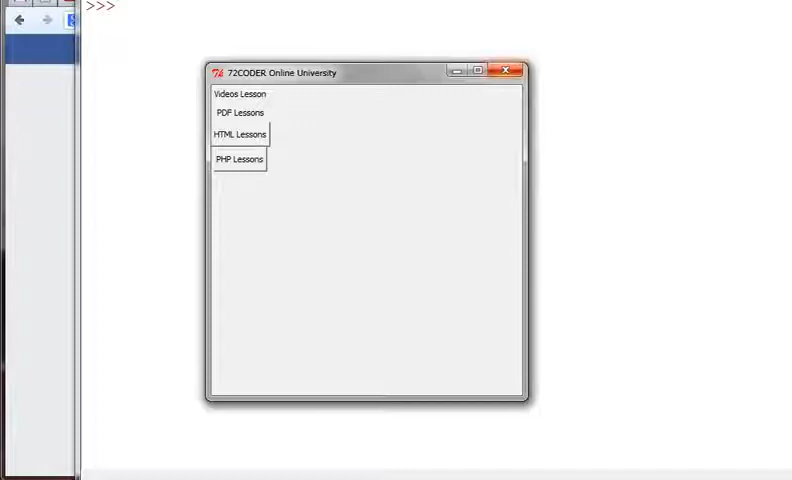 >>>
72CODER Online University
Videos Lesson
PDF Lessons
HTML Lessons
PHP Lessons